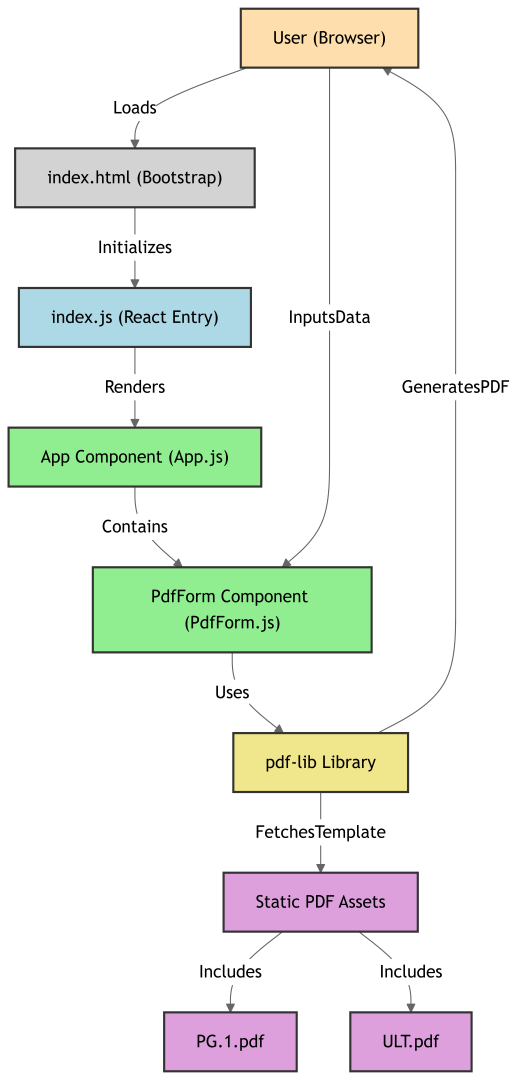 User (Browser)
Loads
index.html (Bootstrap)
Initializes
index.js (React Entry)
InputsData
Renders
GeneratesPDF
App Component (App.js)
Contains
PdfForm Component
(PdfForm.js)
Uses
pdf-lib Library
FetchesTemplate
Static PDF Assets
Includes
Includes
PG.1.pdf
ULT.pdf